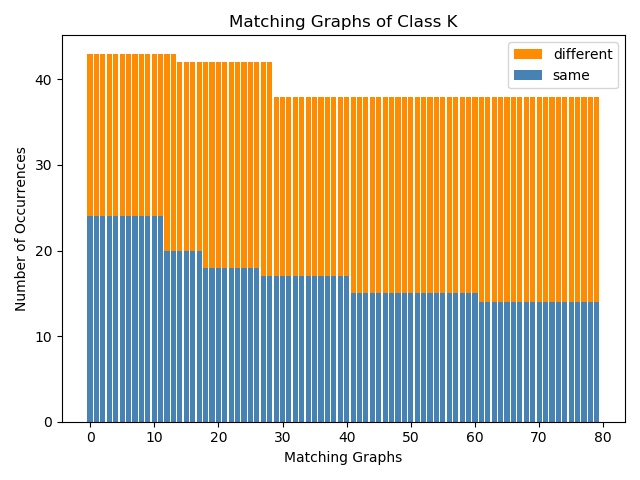 Matching Graphs of Class K
different
same
Number of Occurrences
40
30
20
10
0
0 10 20 30 40 50 60 70 80
Matching Graphs